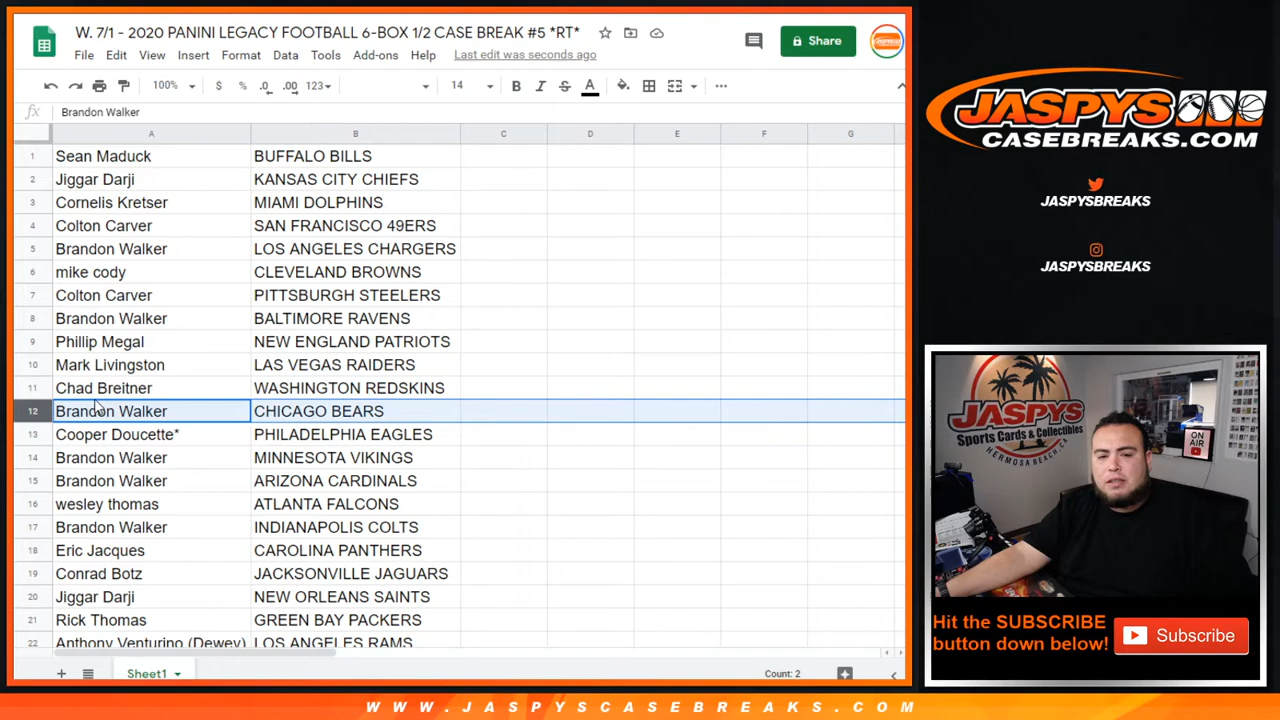 W. 7/1 - 2020 PANINI LEGACY FOOTBALL 6-BOX 1/2 CASE BREAK #5 *RT*
File Edit View Insert Format Data Tools Add-ons Help Last edit was seconds ago
Share
100% $ % .0 .00 123 14 B I S A
fx Brandon Walker
A B C D E F G
1 Sean Maduck BUFFALO BILLS
2 Jiggar Darji KANSAS CITY CHIEFS
3 Cornelis Kretser MIAMI DOLPHINS
4 Colton Carver SAN FRANCISCO 49ERS
5 Brandon Walker LOS ANGELES CHARGERS
6 mike cody CLEVELAND BROWNS
7 Colton Carver PITTSBURGH STEELERS
8 Brandon Walker BALTIMORE RAVENS
9 Phillip Megal NEW ENGLAND PATRIOTS
10 Mark Livingston LAS VEGAS RAIDERS
11 Chad Breitner WASHINGTON REDSKINS
12 Brandon Walker CHICAGO BEARS
13 Cooper Doucette* PHILADELPHIA EAGLES
14 Brandon Walker MINNESOTA VIKINGS
15 Brandon Walker ARIZONA CARDINALS
16 wesley thomas ATLANTA FALCONS
17 Brandon Walker INDIANAPOLIS COLTS
18 Eric Jacques CAROLINA PANTHERS
19 Conrad Botz JACKSONVILLE JAGUARS
20 Jiggar Darji NEW ORLEANS SAINTS
21 Rick Thomas GREEN BAY PACKERS
22 Anthony Venturino (Dewey) LOS ANGELES RAMS
Sheet1
Count: 2
JASPYS
CASEBREAKS.COM
JASPYSBREAKS
JASPYSBREAKS
JASPYS
Sports Cards & Collectibles
HERMOSA BEACH, CA
ON AIR
Hit the SUBSCRIBE
button down below!
Subscribe
WWW.JASPYSCASEBREAKS.COM